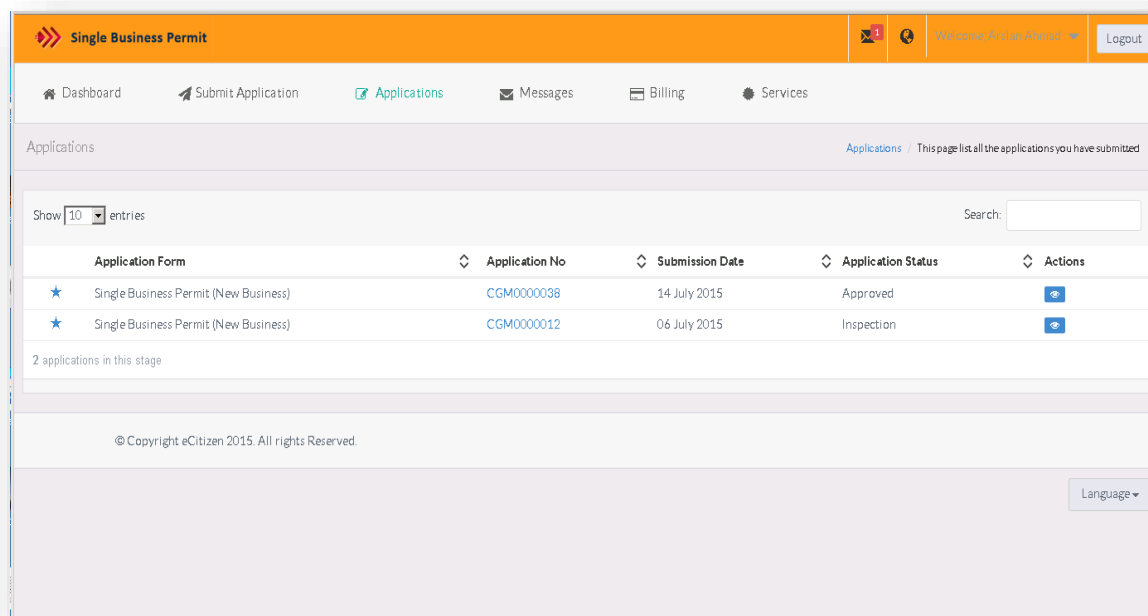 Single Business Permit
1
Welcome, Arslan Ahmad
Logout
Dashboard Submit Application Applications Messages Billing Services
Applications
Applications / This page list all the applications you have submitted
Show 10 entries
Search:
Application Form Application No Submission Date Application Status Actions
Single Business Permit (New Business) CGM0000038 14 July 2015 Approved
Single Business Permit (New Business) CGM0000012 06 July 2015 Inspection
2 applications in this stage
© Copyright eCitizen 2015. All rights Reserved.
Language